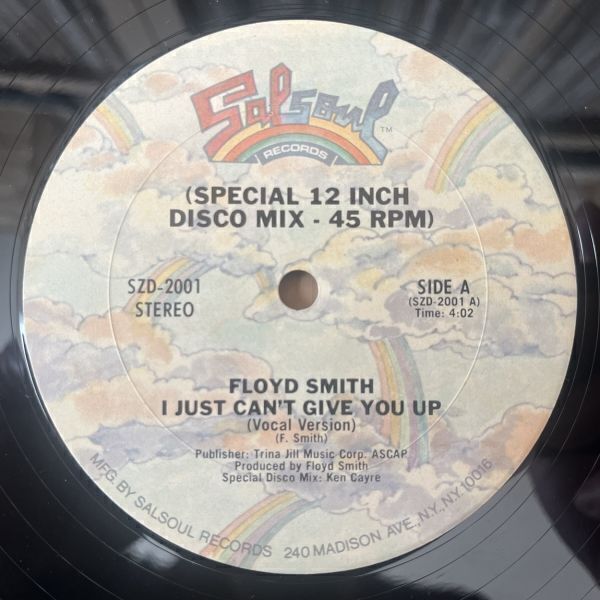 Salsoul TM
RECORDS
(SPECIAL 12 INCH
DISCO MIX - 45 RPM)
SZD-2001
STEREO
SIDE A
(SZD-2001 A)
Time: 4:02
FLOYD SMITH
I JUST CAN'T GIVE YOU UP
(Vocal Version)
(F. Smith)
Publisher: Trina Jill Music Corp. ASCAP
Produced by Floyd Smith
Special Disco Mix: Ken Cayre
MFG. BY SALSOUL RECORDS 240 MADISON AVE., N.Y., N.Y. 10016